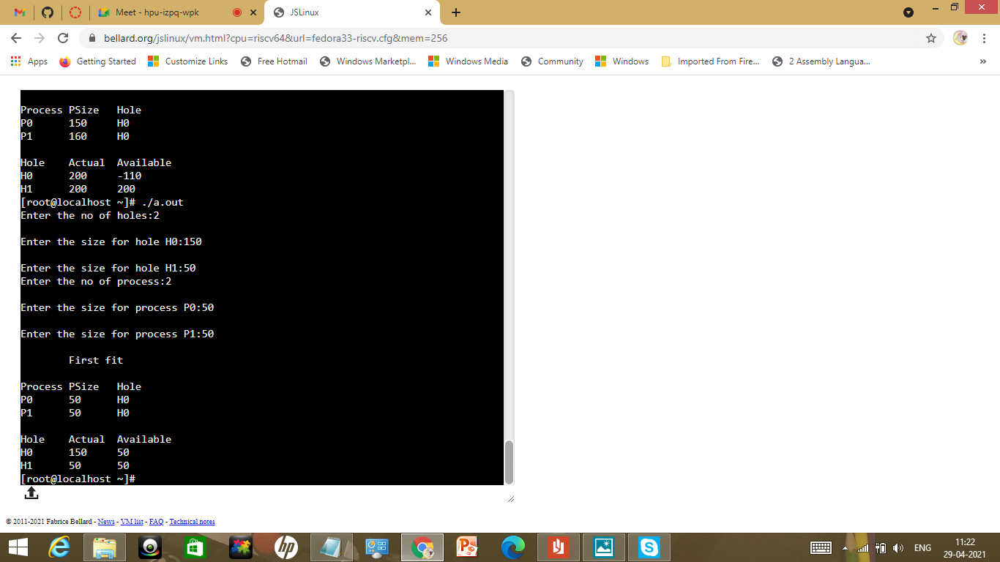 Meet - hpu-izpq-wpk
JSLinux
bellard.org/jslinux/vm.html?cpu=riscv64&url=fedora33-riscv.cfg&mem=256
Apps
Getting Started
Customize Links
Free Hotmail
Windows Marketpl...
Windows Media
Community
Windows
Imported From Fire...
2 Assembly Langua...
Process PSize Hole
P0 150 H0
P1 160 H0
Hole Actual Available
H0 200 -110
H1 200 200
[root@localhost ~]# ./a.out
Enter the no of holes:2
Enter the size for hole H0:150
Enter the size for hole H1:50
Enter the no of process:2
Enter the size for process P0:50
Enter the size for process P1:50
First fit
Process PSize Hole
P0 50 H0
P1 50 H0
Hole Actual Available
H0 150 50
H1 50 50
[root@localhost ~]#
© 2011-2021 Fabrice Bellard - News - VM list - FAQ - Technical notes
ENG
11:22
29-04-2021